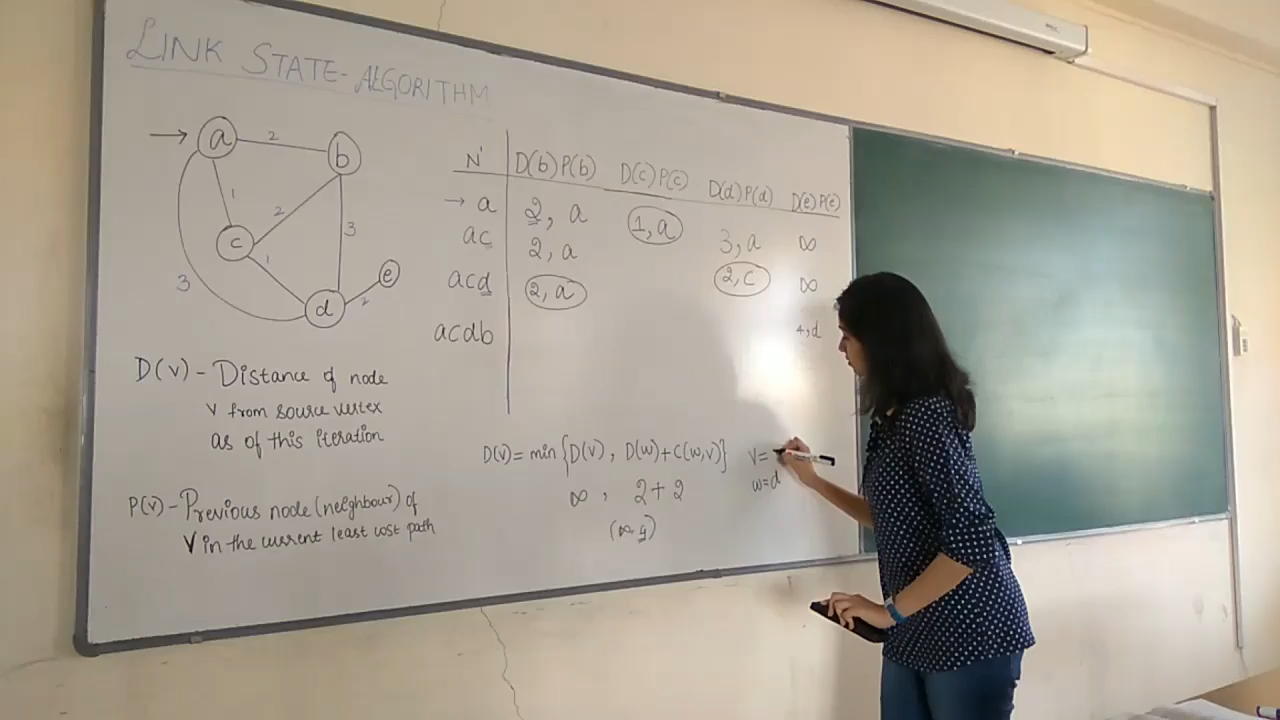 LINK STATE-ALGORITHM
→ a 2 b
1 2 3
c 1 e
3 d 2
N' D(b)P(b) D(c)P(c) D(d)P(d) D(e)P(e)
→ a 2, a 1, a 3, a ∞
ac 2, a 2, c ∞
acd 2, a 4, d
acdb
D(v) - Distance of node
v from source vertex
as of this iteration
P(v) - Previous node (neighbour) of
V in the current least cost path
D(v) = min {D(v), D(w)+C(w,v)} v=
∞, 2+2 w=d